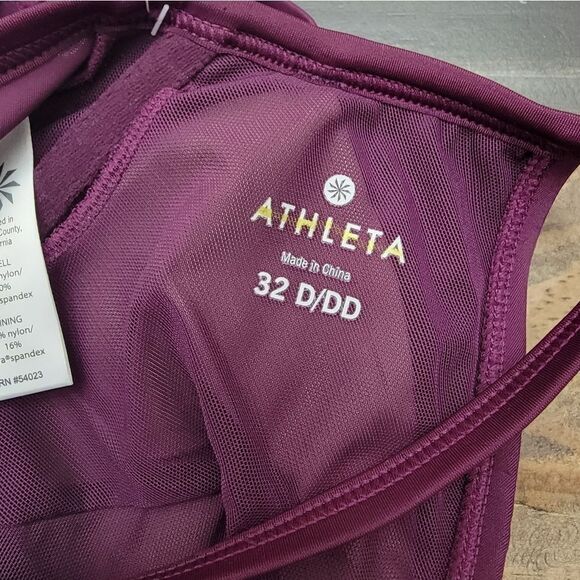 ATHLETA
Made in China
32 D/DD
ed in
County,
rnia
ELL
nylon/
0%
spandex
NING
nylon/
16%
a®spandex
RN #54023